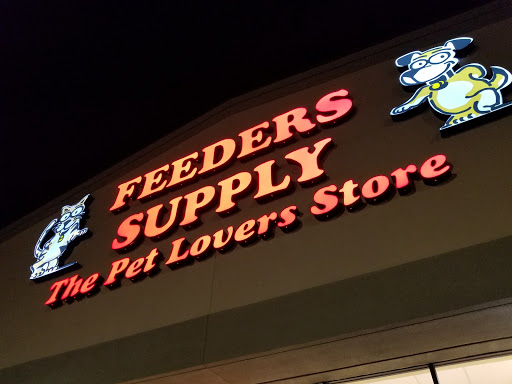 FEEDERS
SUPPLY
The Pet Lovers Store